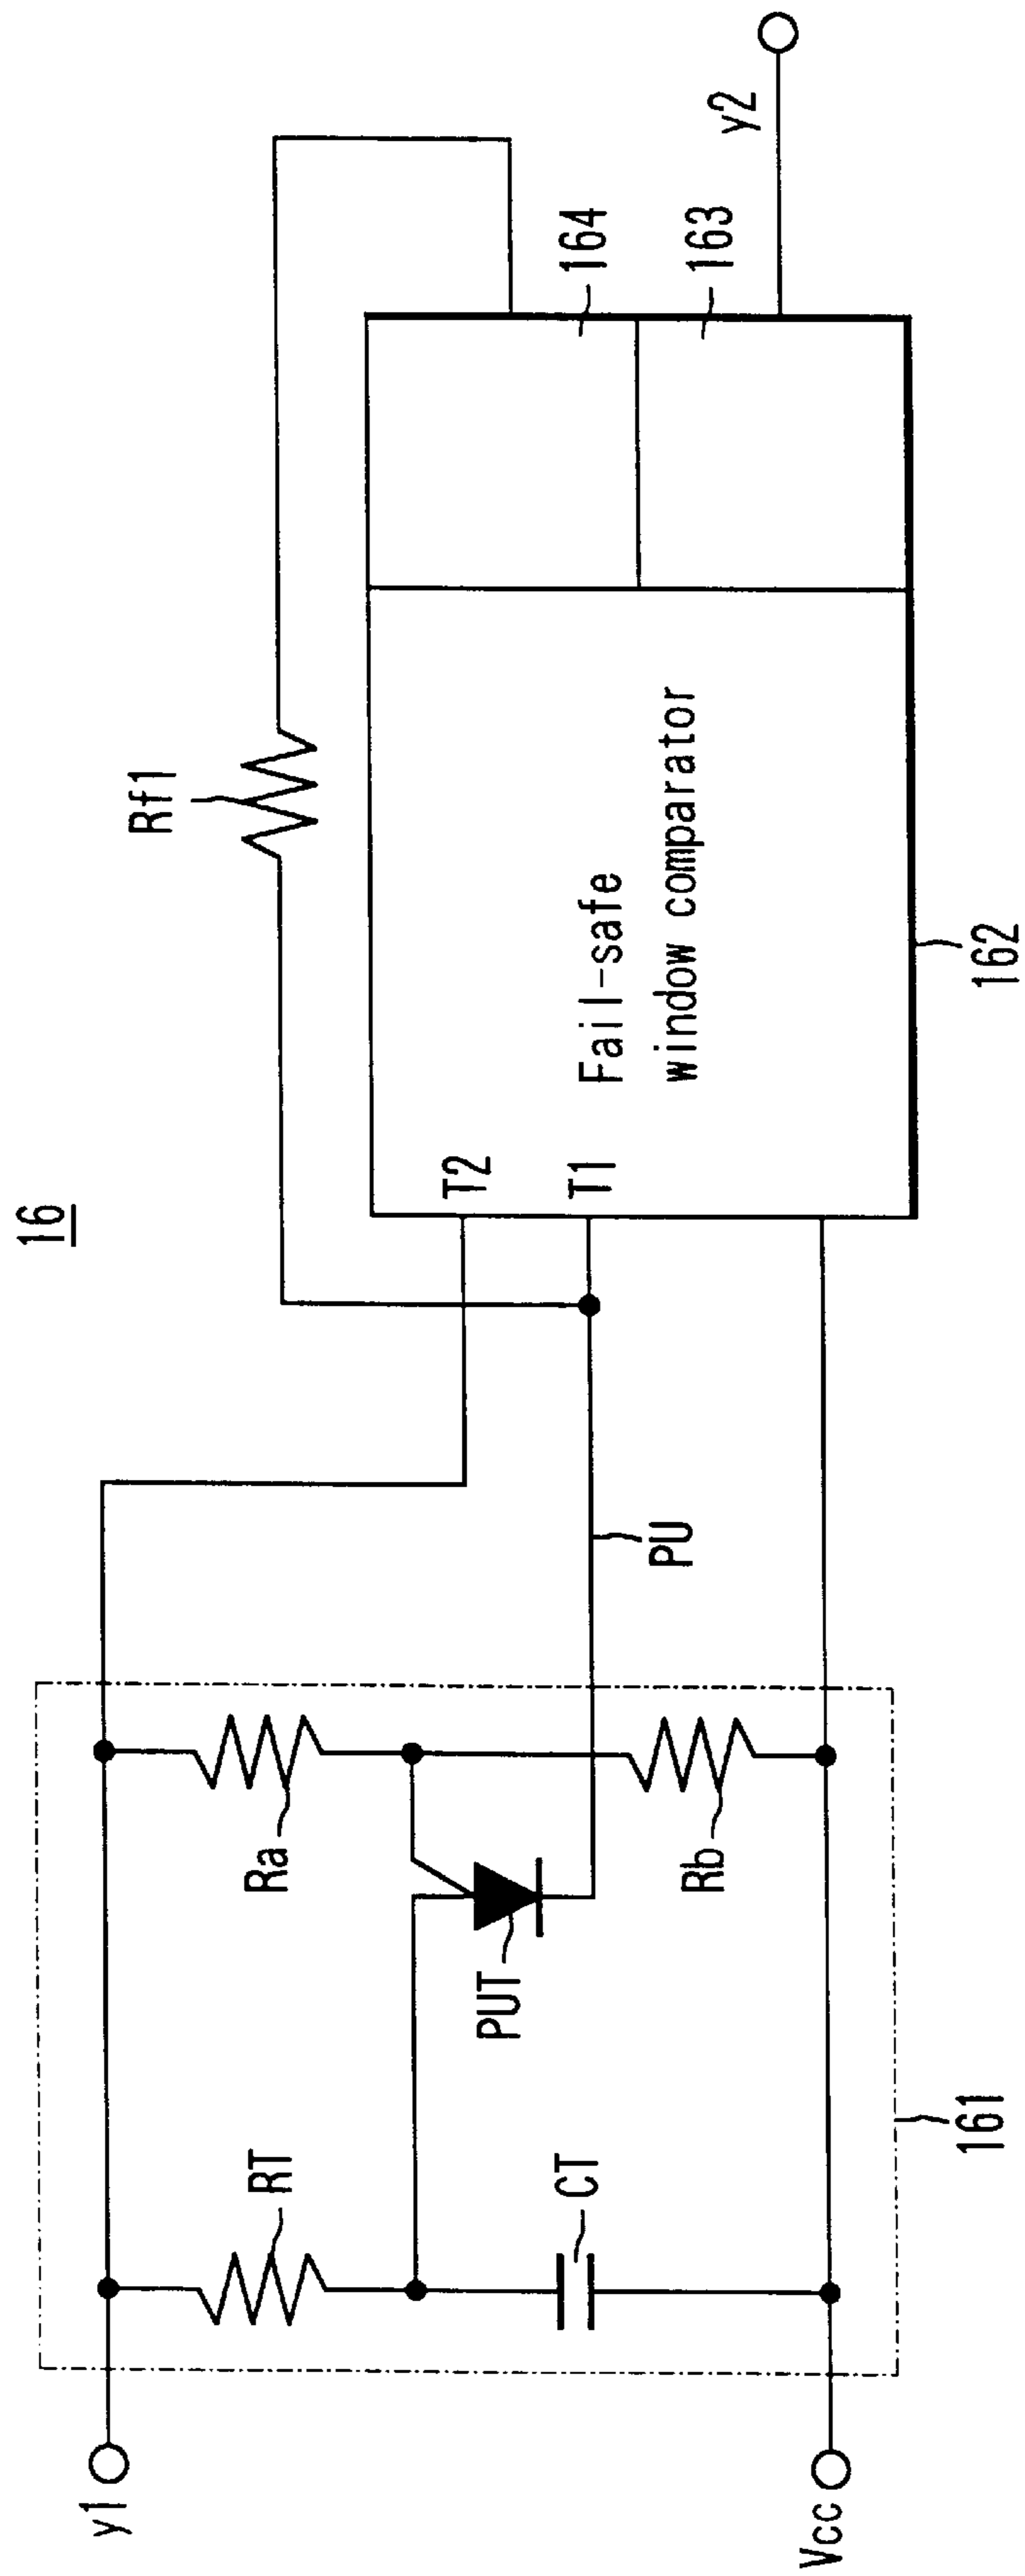 16
Rf1
y1
RT
Ra
T2
164
y2
CT
PUT
Rb
PU
T1
Fail-safe
window comparator
163
Vcc
161
162